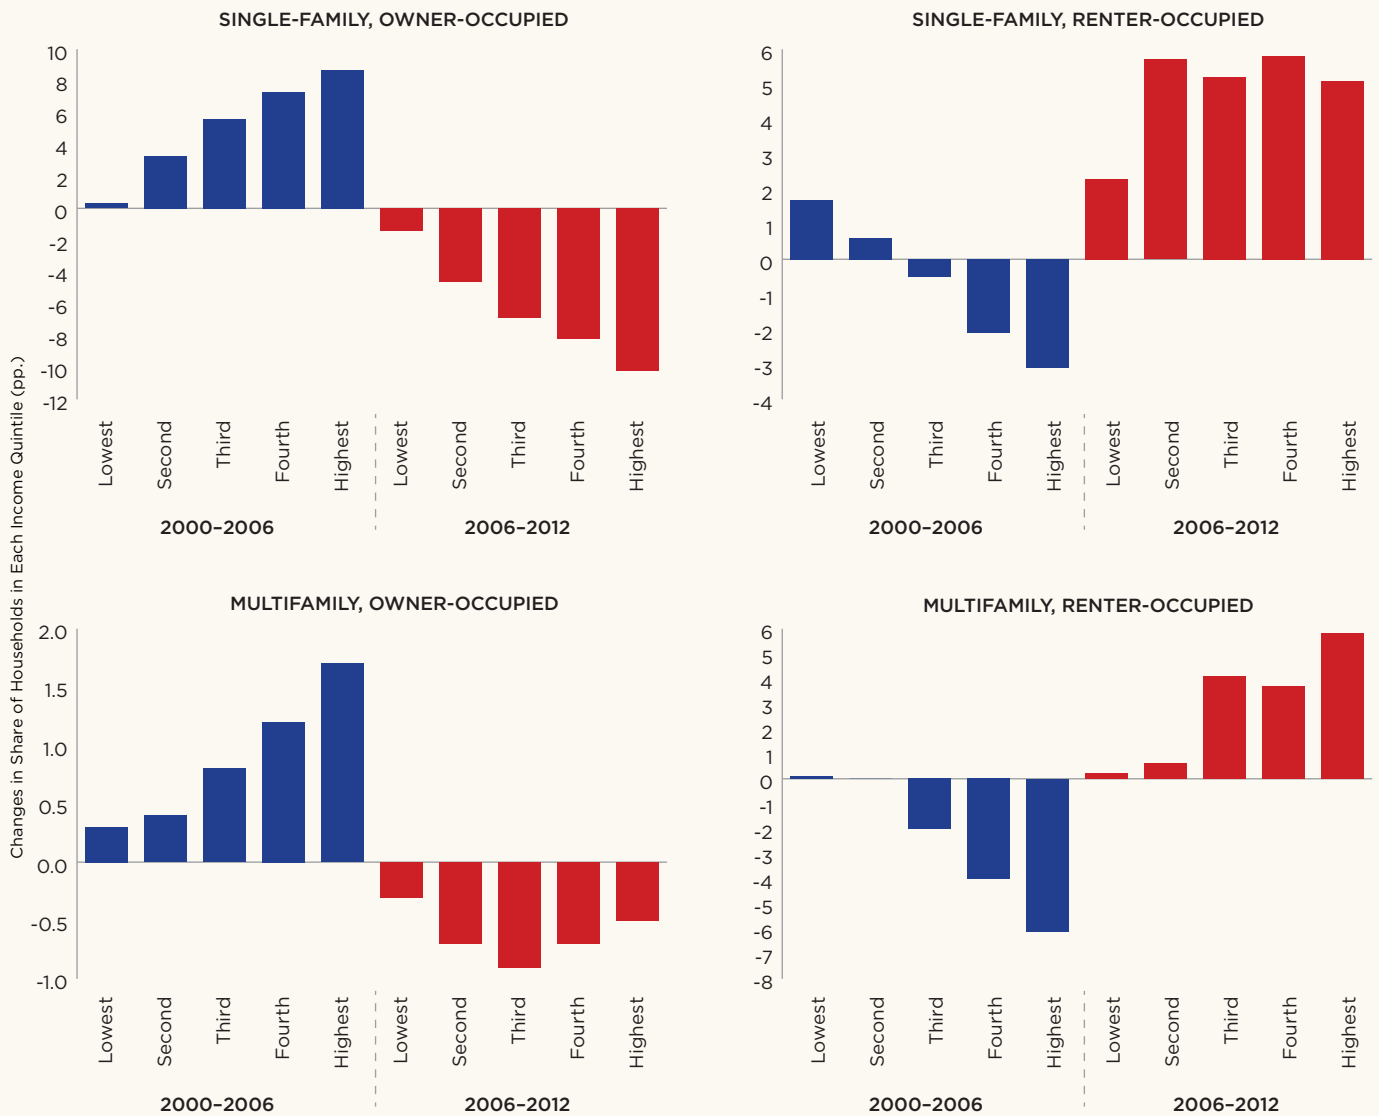 Changes in Share of Households in Each Income Quintile (pp.)
SINGLE-FAMILY, OWNER-OCCUPIED
10
8
6
4
2
0
-2
-4
-6
-8
-10
-12
Lowest
Second
Third
Fourth
Highest
Lowest
Second
Third
Fourth
Highest
2000–2006
2006–2012
SINGLE-FAMILY, RENTER-OCCUPIED
6
5
4
3
2
1
0
-1
-2
-3
-4
Lowest
Second
Third
Fourth
Highest
Lowest
Second
Third
Fourth
Highest
2000–2006
2006–2012
MULTIFAMILY, OWNER-OCCUPIED
2.0
1.5
1.0
0.5
0.0
-0.5
-1.0
Lowest
Second
Third
Fourth
Highest
Lowest
Second
Third
Fourth
Highest
2000–2006
2006–2012
MULTIFAMILY, RENTER-OCCUPIED
6
5
4
3
2
1
0
-1
-2
-3
-4
-5
-6
-7
-8
Lowest
Second
Third
Fourth
Highest
Lowest
Second
Third
Fourth
Highest
2000–2006
2006–2012